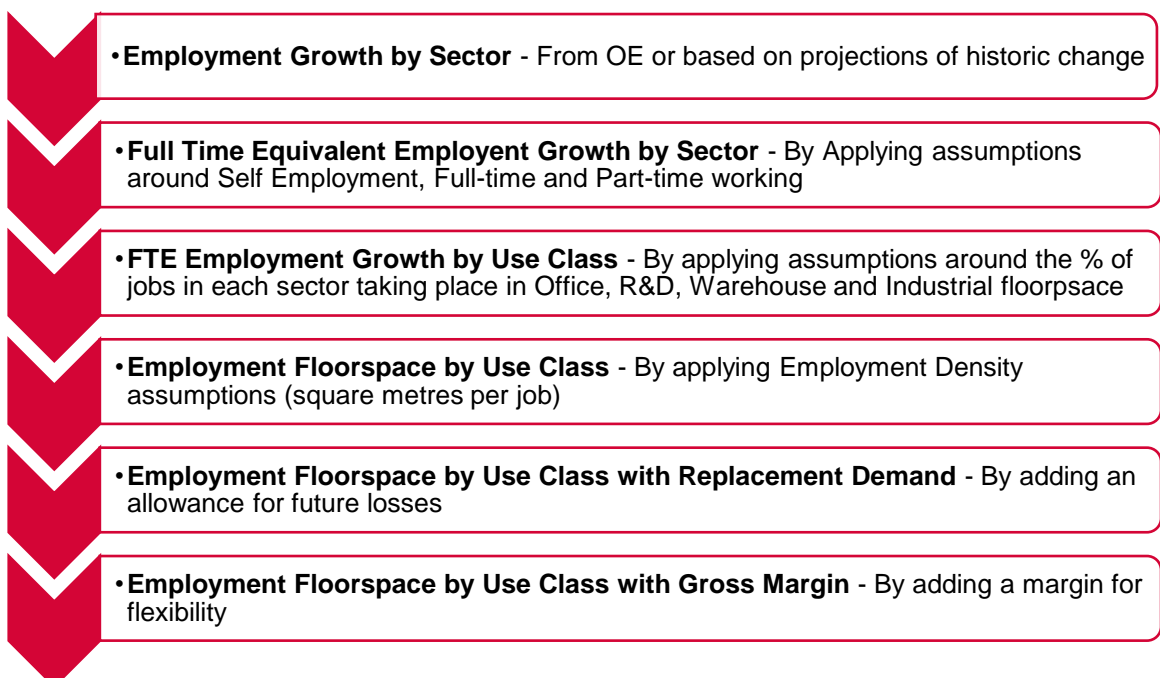 •Employment Growth by Sector - From OE or based on projections of historic change
•Full Time Equivalent Employent Growth by Sector - By Applying assumptions
around Self Employment, Full-time and Part-time working
•FTE Employment Growth by Use Class - By applying assumptions around the % of
jobs in each sector taking place in Office, R&D, Warehouse and Industrial floorpsace
•Employment Floorspace by Use Class - By applying Employment Density
assumptions (square metres per job)
•Employment Floorspace by Use Class with Replacement Demand - By adding an
allowance for future losses
•Employment Floorspace by Use Class with Gross Margin - By adding a margin for
flexibility